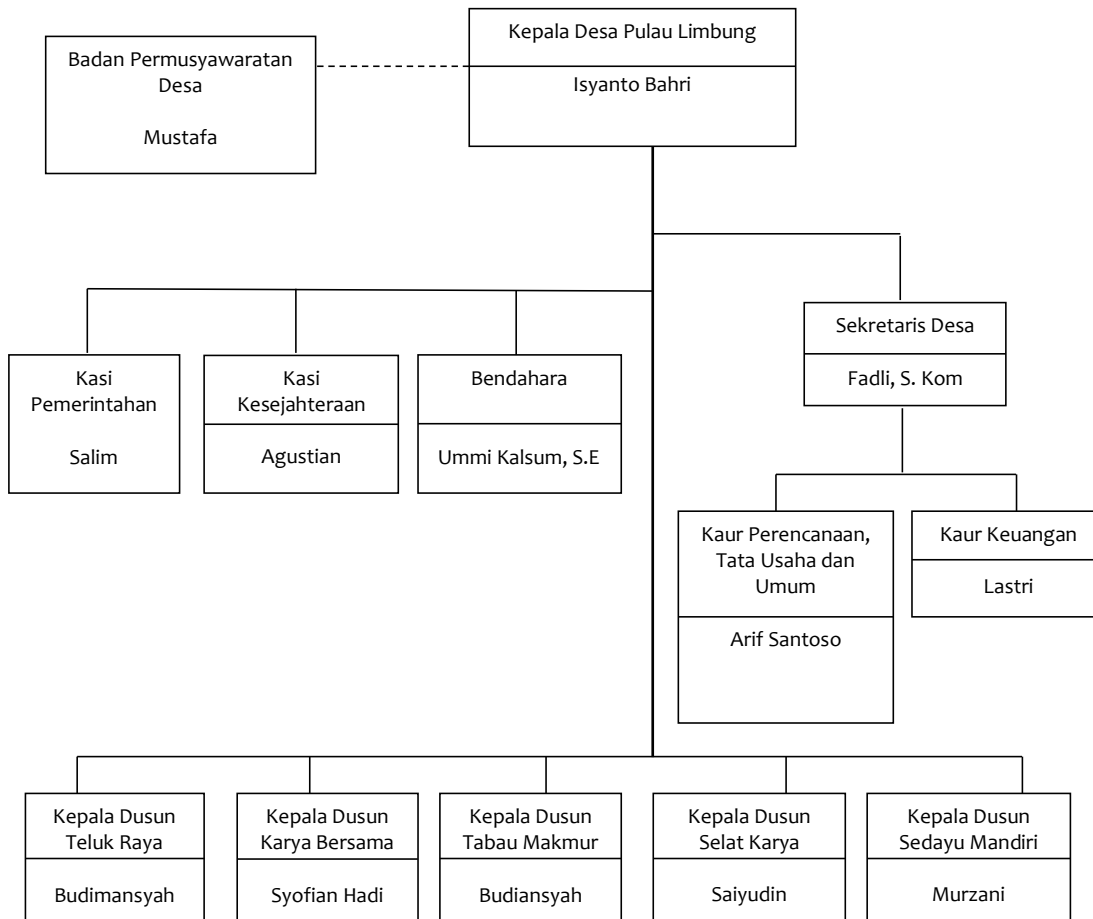 Kepala Desa Pulau Limbung
Isyanto Bahri
Badan Permusyawaratan
Desa
Mustafa
Sekretaris Desa
Fadli, S. Kom
Kasi
Pemerintahan
Salim
Kasi
Kesejahteraan
Agustian
Bendahara
Ummi Kalsum, S.E
Kaur Perencanaan,
Tata Usaha dan
Umum
Arif Santoso
Kaur Keuangan
Lastri
Kepala Dusun
Teluk Raya
Budimansyah
Kepala Dusun
Karya Bersama
Syofian Hadi
Kepala Dusun
Tabau Makmur
Budiansyah
Kepala Dusun
Selat Karya
Saiyudin
Kepala Dusun
Sedayu Mandiri
Murzani